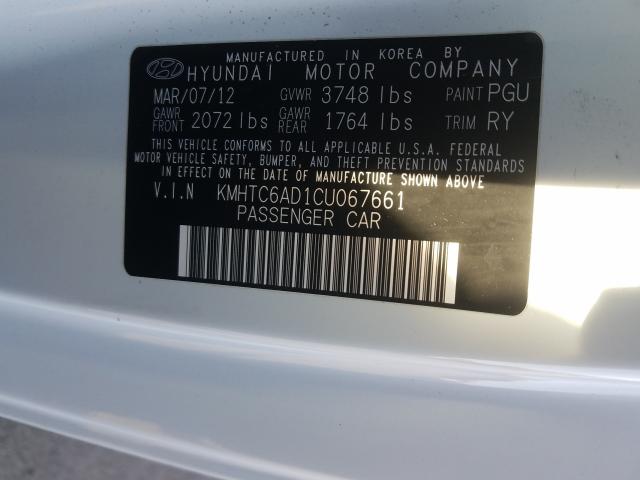 MANUFACTURED IN KOREA BY
HYUNDAI MOTOR COMPANY
MAR/07/12 GVWR 3748 lbs PAINT PGU
GAWR FRONT 2072 lbs GAWR REAR 1764 lbs TRIM RY
THIS VEHICLE CONFORMS TO ALL APPLICABLE U.S.A. FEDERAL
MOTOR VEHICLE SAFETY, BUMPER, AND THEFT PREVENTION STANDARDS
IN EFFECT ON THE DATE OF MANUFACTURE SHOWN ABOVE
V.I.N KMHTC6AD1CU067661
PASSENGER CAR